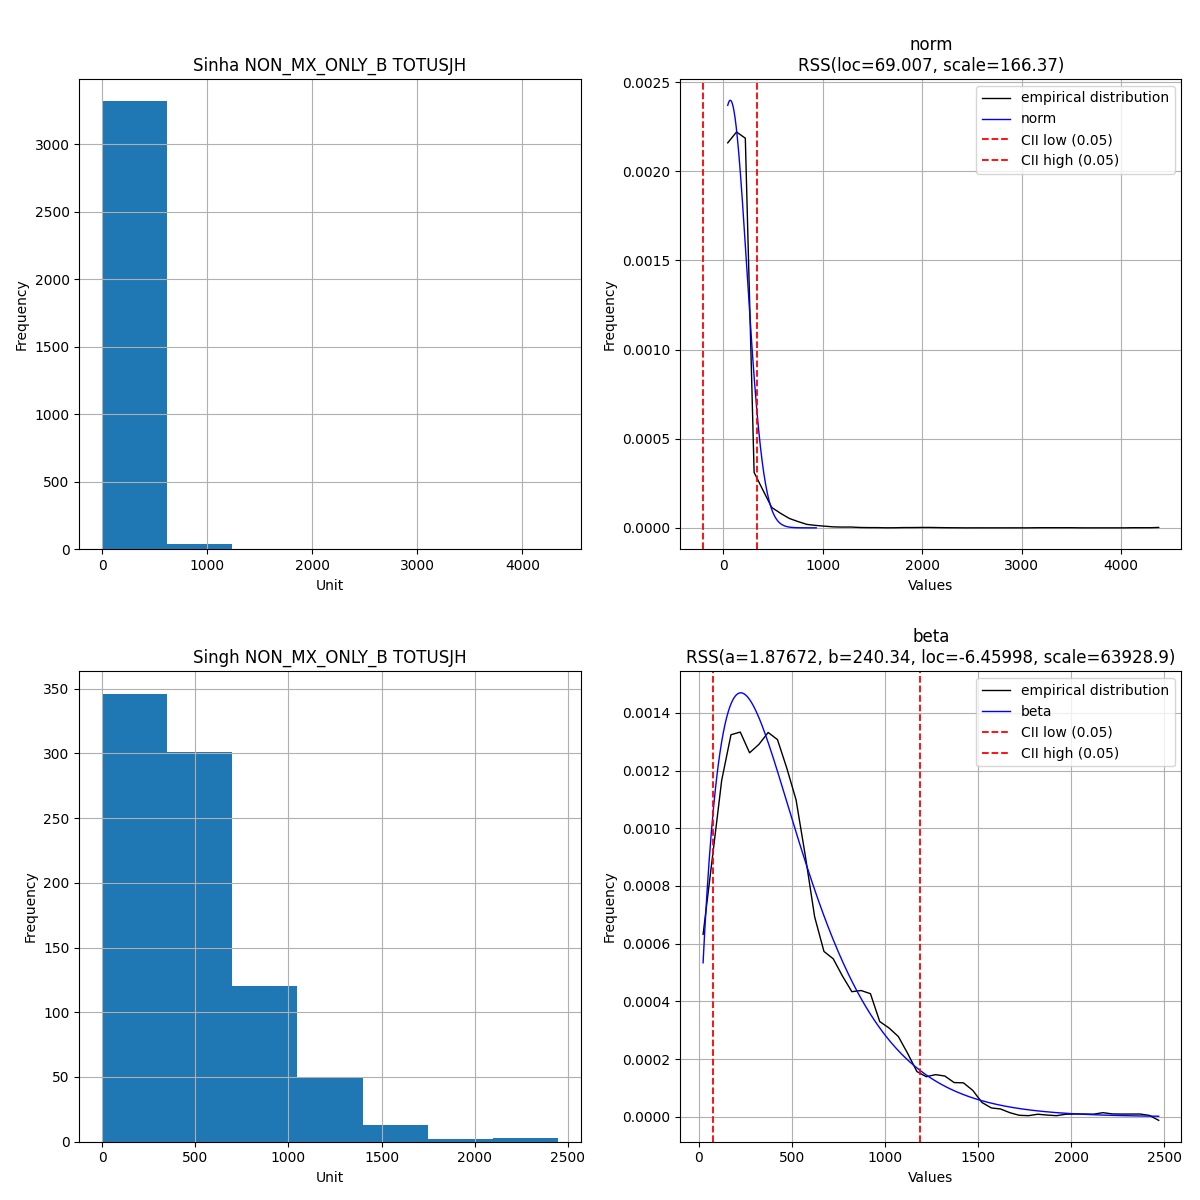 Sinha NON_MX_ONLY_B TOTUSJH
3000
2500
2000
1500
1000
500
0
Frequency
0 1000 2000 3000 4000
Unit
norm
RSS(loc=69.007, scale=166.37)
0.0025
0.0020
0.0015
0.0010
0.0005
0.0000
Frequency
empirical distribution
norm
CII low (0.05)
CII high (0.05)
0 1000 2000 3000 4000
Values
Singh NON_MX_ONLY_B TOTUSJH
350
300
250
200
150
100
50
0
Frequency
0 500 1000 1500 2000 2500
Unit
beta
RSS(a=1.87672, b=240.34, loc=-6.45998, scale=63928.9)
0.0014
0.0012
0.0010
0.0008
0.0006
0.0004
0.0002
0.0000
Frequency
empirical distribution
beta
CII low (0.05)
CII high (0.05)
0 500 1000 1500 2000 2500
Values